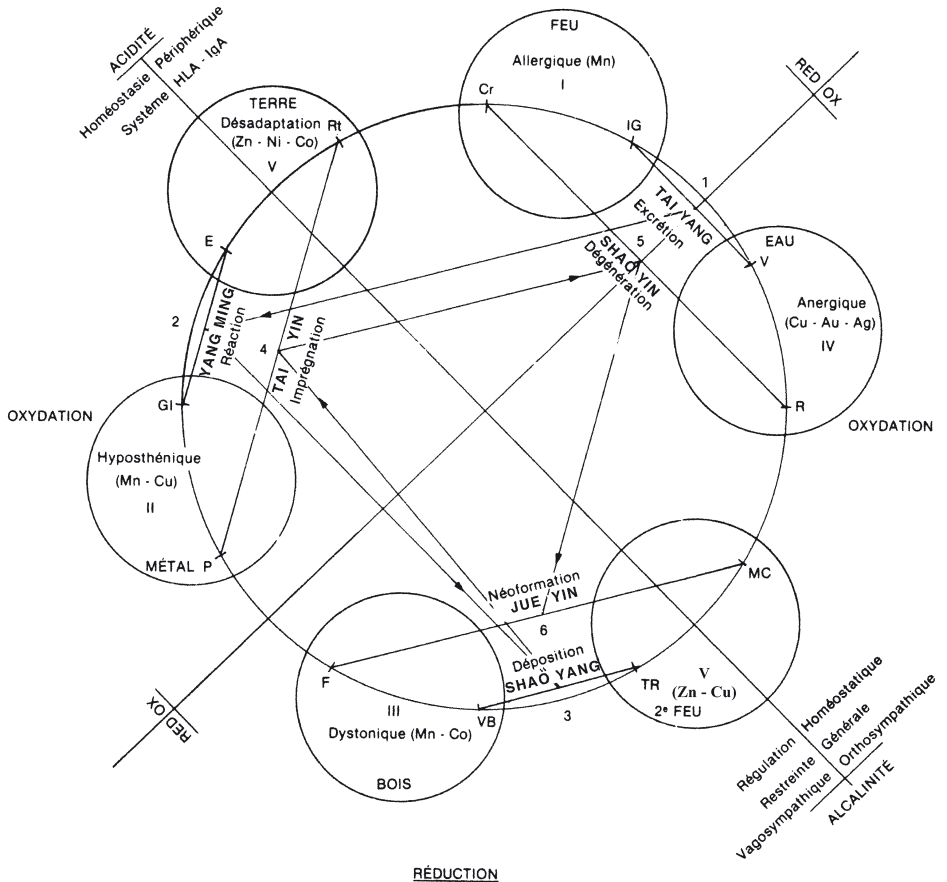 FEU
Allergique (Mn)
I
Cr
IG
ACIDITÉ
Homéostasie Périphérique
Système HLA - IgA
RED OX
TERRE
Désadaptation
Rt
(Zn - Ni - Co)
V
E
1
TAI YANG
Excrétion
5
SHAO YIN
Dégénération
EAU
V
Anergique
(Cu - Au - Ag)
IV
R
2
YANG MING
Réaction
4
TAI YIN
Imprégnation
GI
OXYDATION
OXYDATION
Hyposthénique
(Mn - Cu)
II
MÉTAL P
Néoformation
JUE YIN
6
MC
Déposition
SHAO YANG
F
TR
V
(Zn - Cu)
2e FEU
III
VB
3
Dystonique (Mn - Co)
BOIS
RED OX
Régulation Homéostatique
Restreinte Générale
Vagosympathique Orthosympathique
ALCALINITÉ
RÉDUCTION